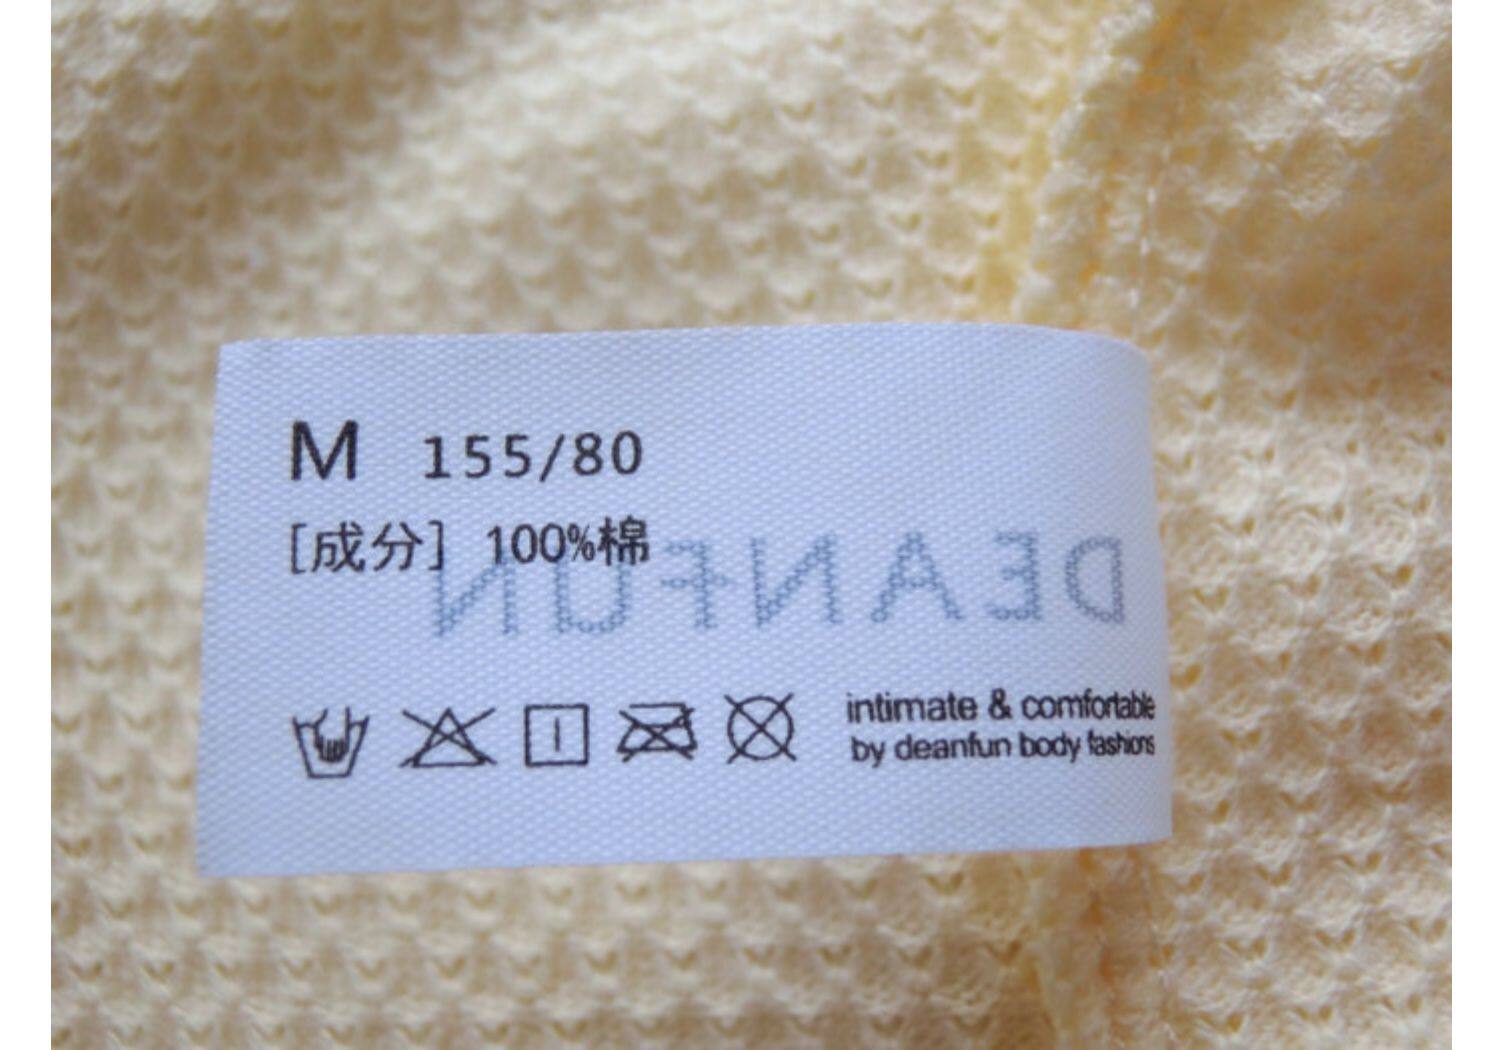 M 155/80
[成分] 100%棉
DEANFUN
intimate & comfortable
by deanfun body fashions